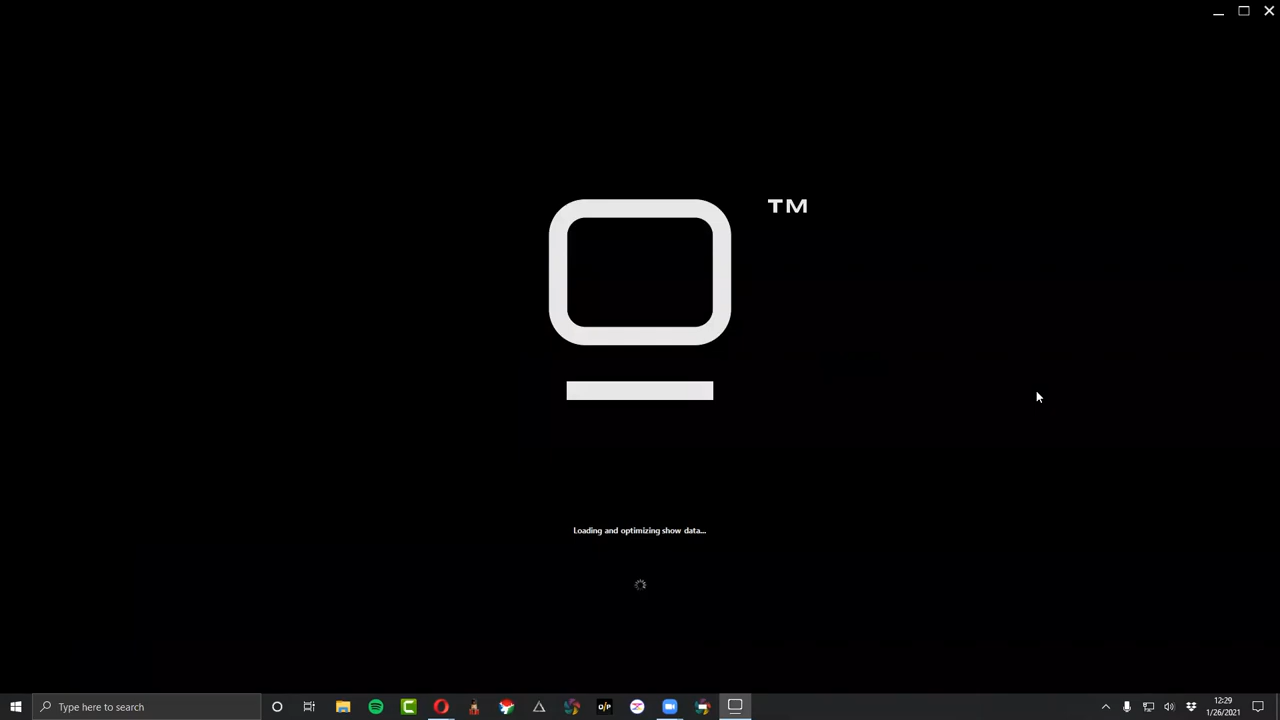 TM
Loading and optimizing show data...
Type here to search
O/P
12:29
1/26/2021